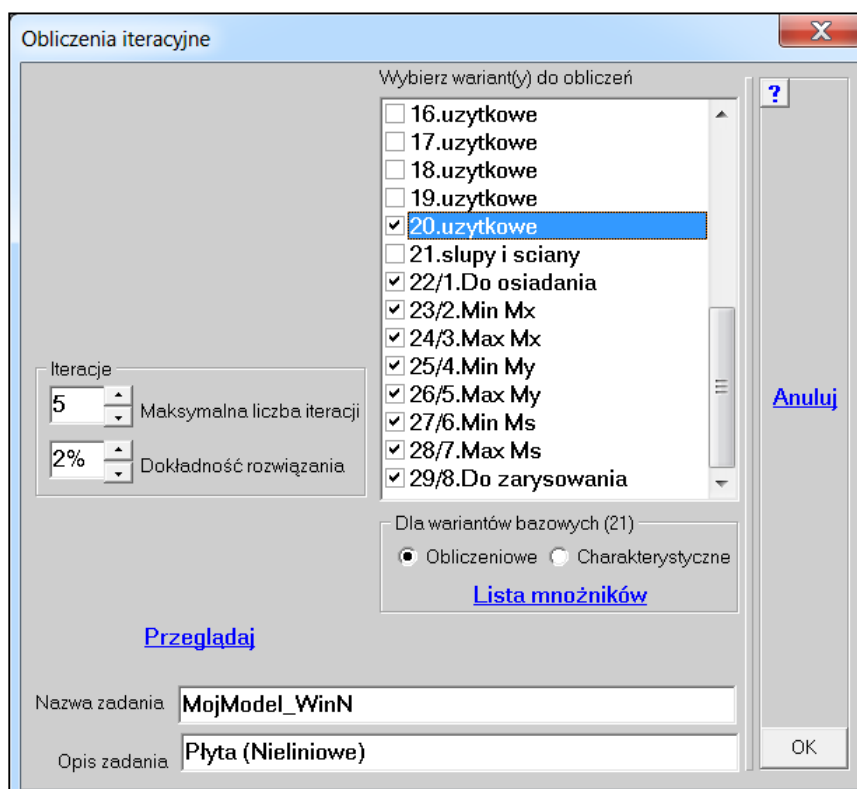 Obliczenia iteracyjne
Wybierz wariant(y) do obliczeń
?
16.uzytkowe
17.uzytkowe
18.uzytkowe
19.uzytkowe
20.uzytkowe
21.slupy i sciany
22/1.Do osiadania
23/2.Min Mx
24/3.Max Mx
25/4.Min My
26/5.Max My
27/6.Min Ms
28/7.Max Ms
29/8.Do zarysowania
Iteracje
5 Maksymalna liczba iteracji
2% Dokładność rozwiązania
Anuluj
Dla wariantów bazowych (21)
Obliczeniowe Charakterystyczne
Lista mnożników
Przeglądaj
Nazwa zadania MojModel_WinN
Opis zadania Płyta (Nieliniowe)
OK